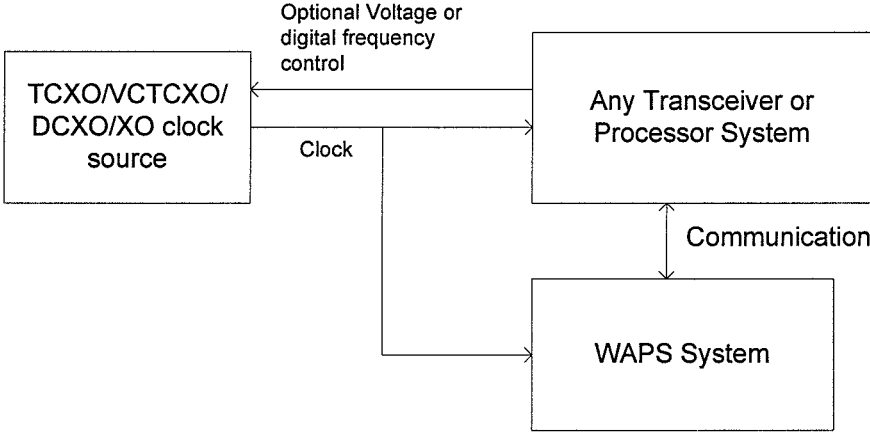 Optional Voltage or
digital frequency
control
TCXO/VCTCXO/
DCXO/XO clock
source
Any Transceiver or
Processor System
Clock
Communication
WAPS System